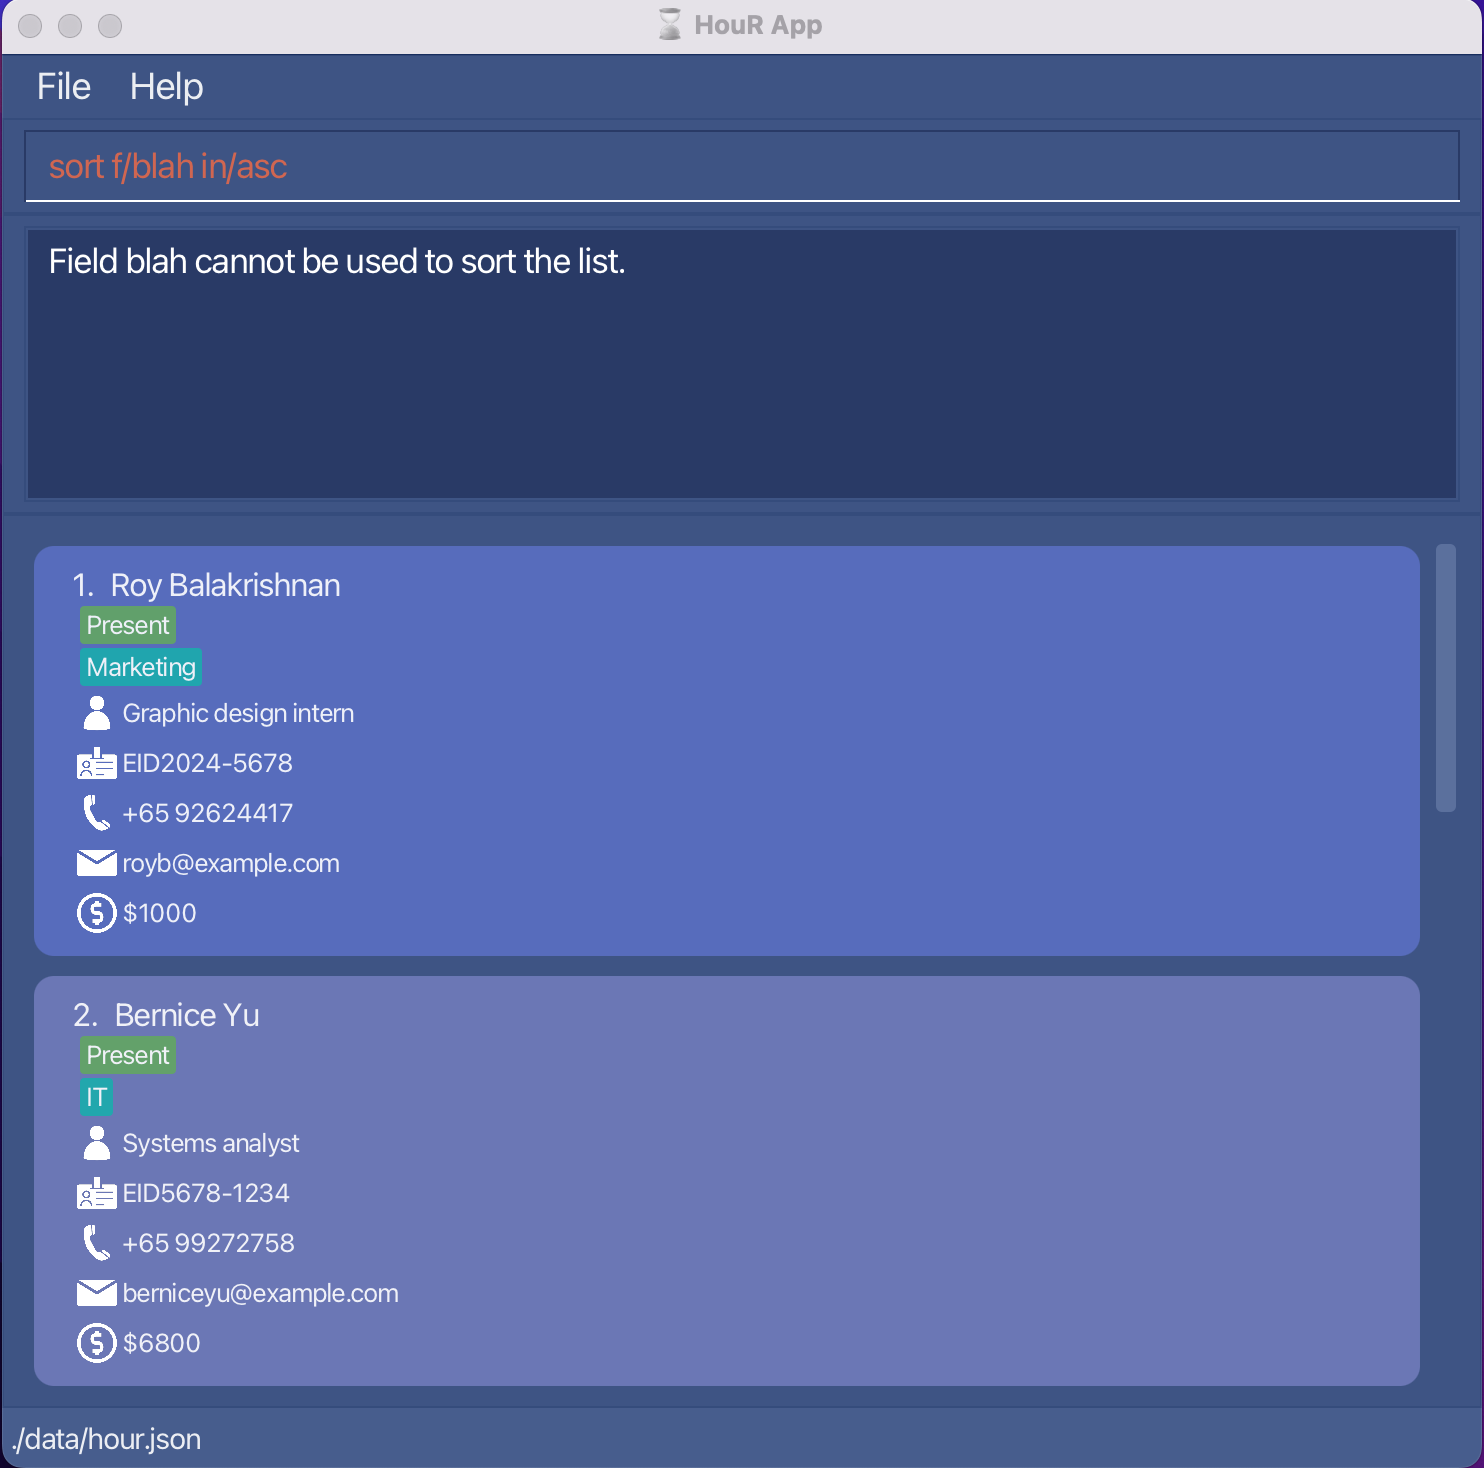 HouR App
File Help
sort f/blah in/asc
Field blah cannot be used to sort the list.
1. Roy Balakrishnan
Present
Marketing
Graphic design intern
EID2024-5678
+65 92624417
royb@example.com
$1000
2. Bernice Yu
Present
IT
Systems analyst
EID5678-1234
+65 99272758
berniceyu@example.com
$6800
./data/hour.json